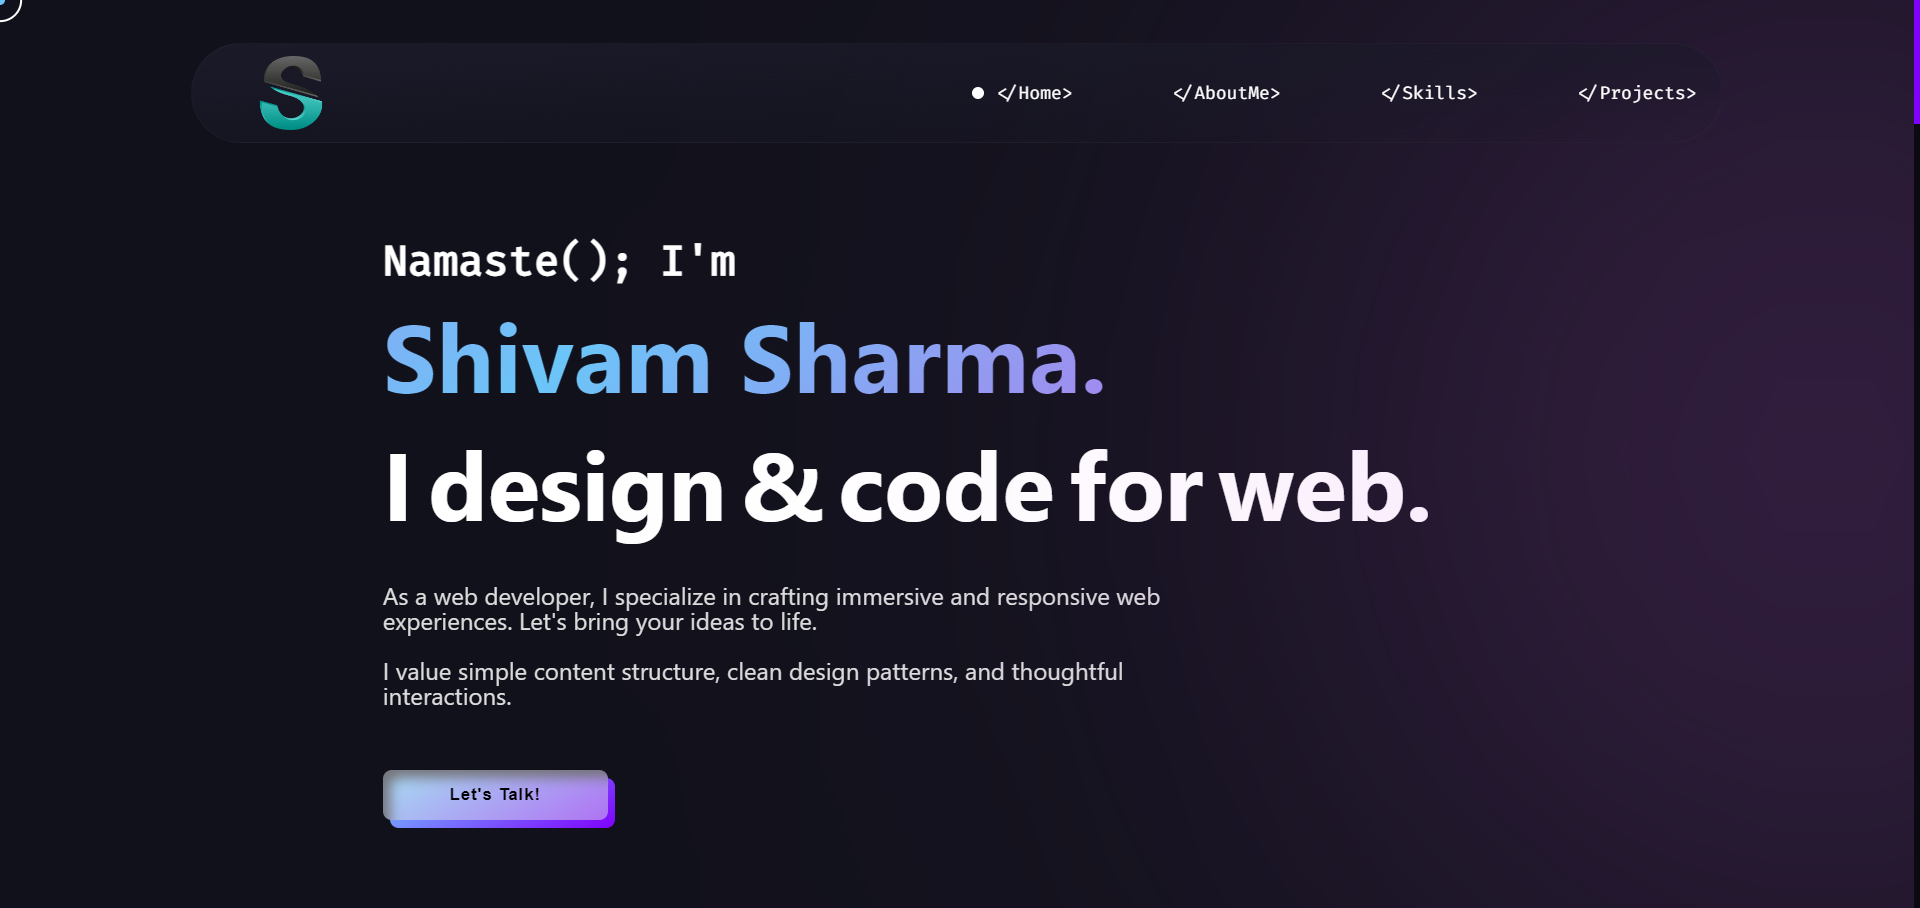 S
</Home>
</AboutMe>
</Skills>
</Projects>
Namaste(); I'm
Shivam Sharma.
I design & code for web.
As a web developer, I specialize in crafting immersive and responsive web
experiences. Let's bring your ideas to life.
I value simple content structure, clean design patterns, and thoughtful
interactions.
Let's Talk!